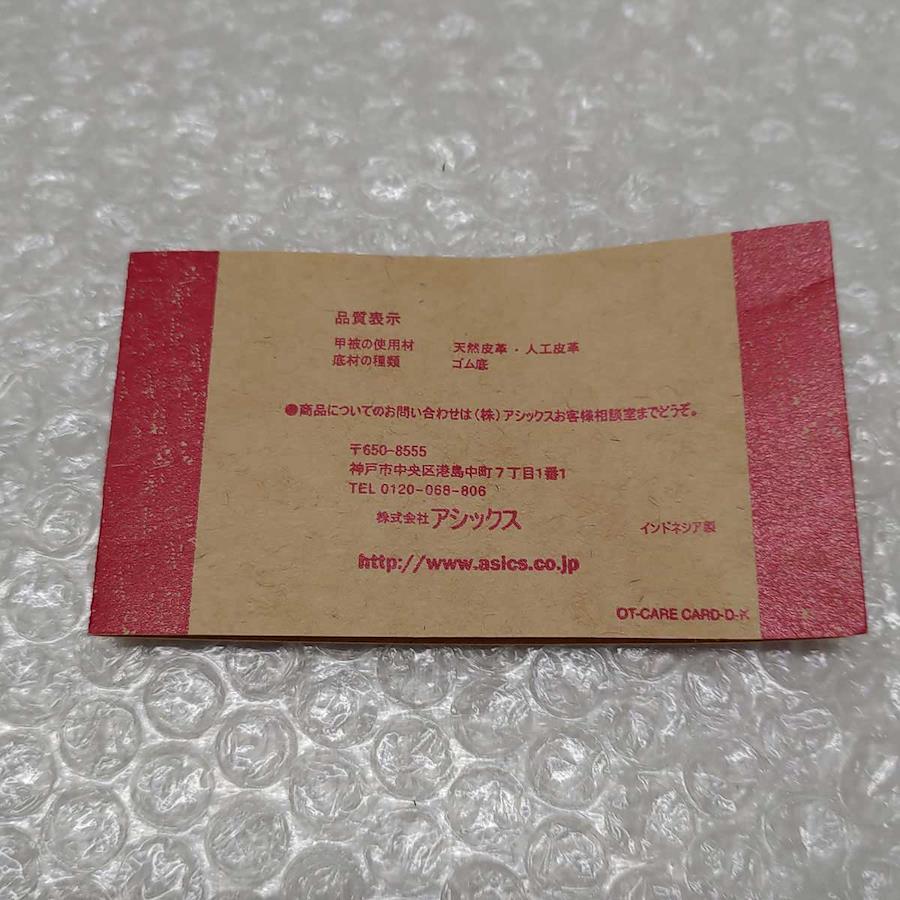 品質表示
甲被の使用材 天然皮革・人工皮革
底材の種類 ゴム底
●商品についてのお問い合わせは(株)アシックスお客様相談室までどうぞ。
〒650-8555
神戸市中央区港島中町7丁目1番1
TEL 0120-068-806
株式会社アシックス
インドネシア製
http://www.asics.co.jp
OT-CARE CARD-D-K